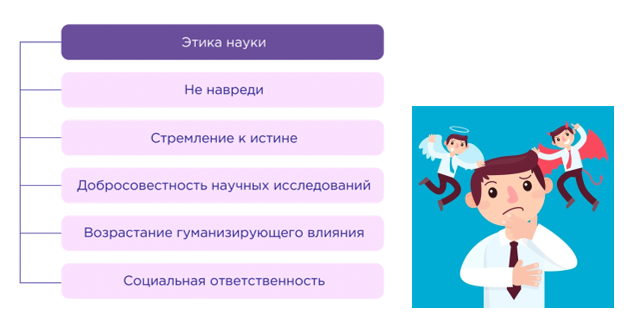 Этика науки
Не навреди
Стремление к истине
Добросовестность научных исследований
Возрастание гуманизирующего влияния
Социальная ответственность